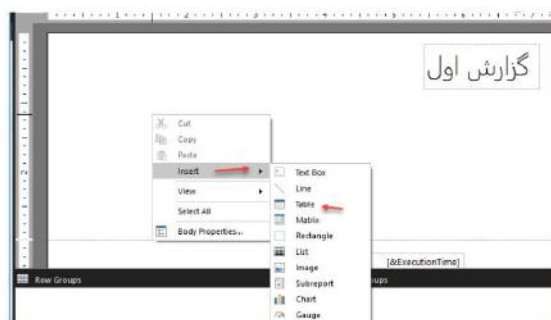 گزارش اول
Cut
Copy
Paste
Insert
View
Select All
Body Properties...
Text Box
Line
Table
Matrix
Rectangle
List
Image
Subreport
Chart
Gauge
[&ExecutionTime]
Row Groups
ups